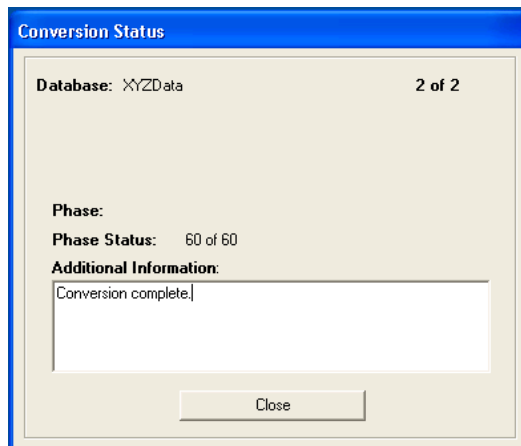 Conversion Status
Database: XYZData 2 of 2
Phase:
Phase Status: 60 of 60
Additional Information:
Conversion complete.
Close